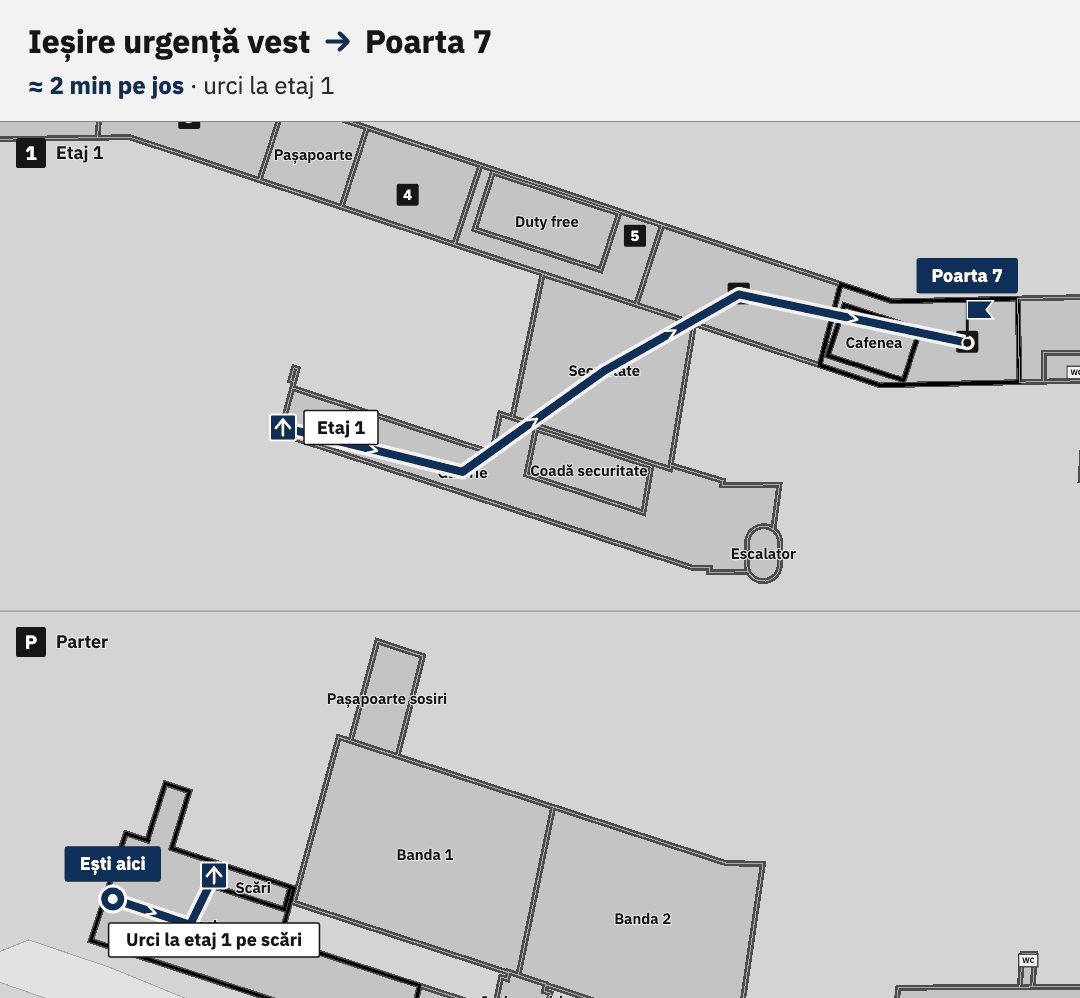 Ieșire urgență vest → Poarta 7
≈ 2 min pe jos · urci la etaj 1
1 Etaj 1
Pașapoarte
4
Duty free
5
Poarta 7
Cafenea
Securitate
WC
Etaj 1
Coadă securitate
Escalator
P Parter
Pașapoarte sosiri
Banda 1
Ești aici
Scări
Banda 2
Urci la etaj 1 pe scări
WC